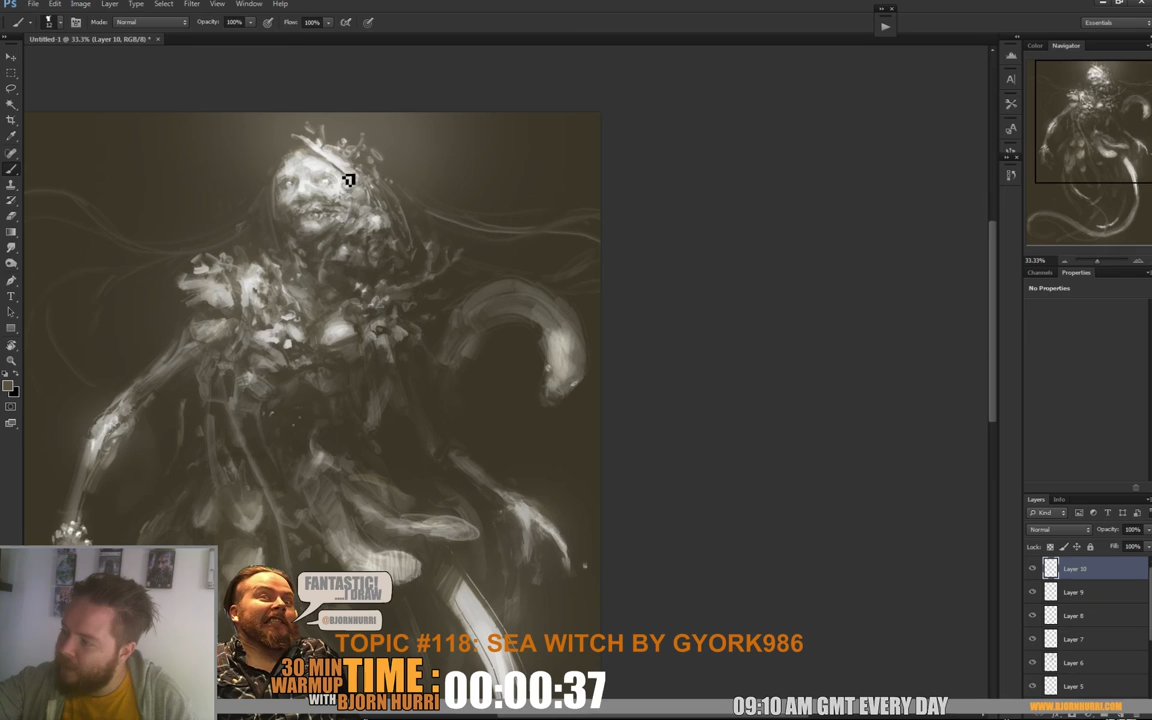 Ps File Edit Image Layer Type Select Filter View Window Help
12 Mode: Normal Opacity: 100% Flow: 100% Essentials
Untitled-1 @ 33.3% (Layer 10, RGB/8) * ×
Color Navigator
33.33%
Channels Properties
No Properties
Layers Info
Kind
Normal Opacity: 100%
Lock: Fill: 100%
Layer 10
Layer 9
Layer 8
Layer 7
Layer 6
Layer 5
FANTASTIC!
....I DRAW
@BJORNHURRI
TOPIC #118: SEA WITCH BY GYORK986
30 MIN
WARMUP
WITH
TIME :
BJORN HURRI
00:00:37
09:10 AM GMT EVERY DAY
WWW.BJORNHURRI.COM